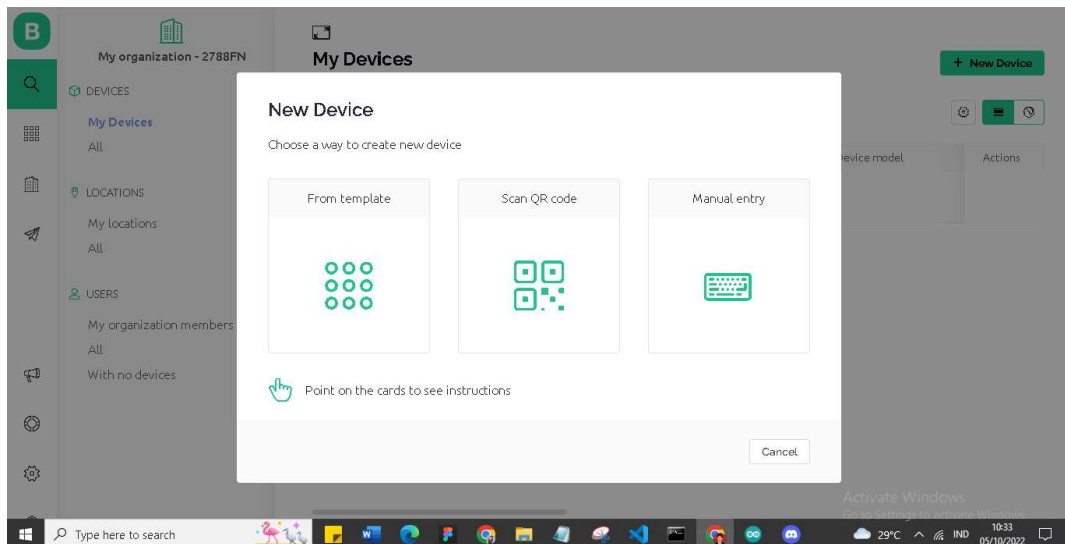 B
My organization - 2788FN
My Devices
+ New Device
DEVICES
My Devices
All
LOCATIONS
My locations
All
USERS
My organization members
All
With no devices
New Device
Choose a way to create new device
From template
Scan QR code
Manual entry
Point on the cards to see instructions
Cancel
evice model
Actions
Activate Windows
Go to Settings to activate Windows.
Type here to search
29°C
IND
10:33
05/10/2022